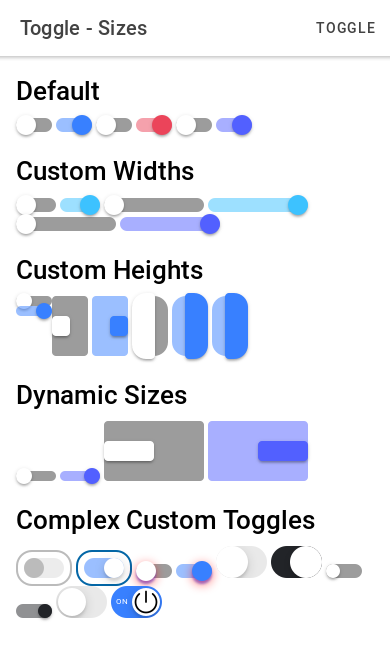 Toggle - Sizes
TOGGLE
Default
Custom Widths
Custom Heights
Dynamic Sizes
Complex Custom Toggles
ON